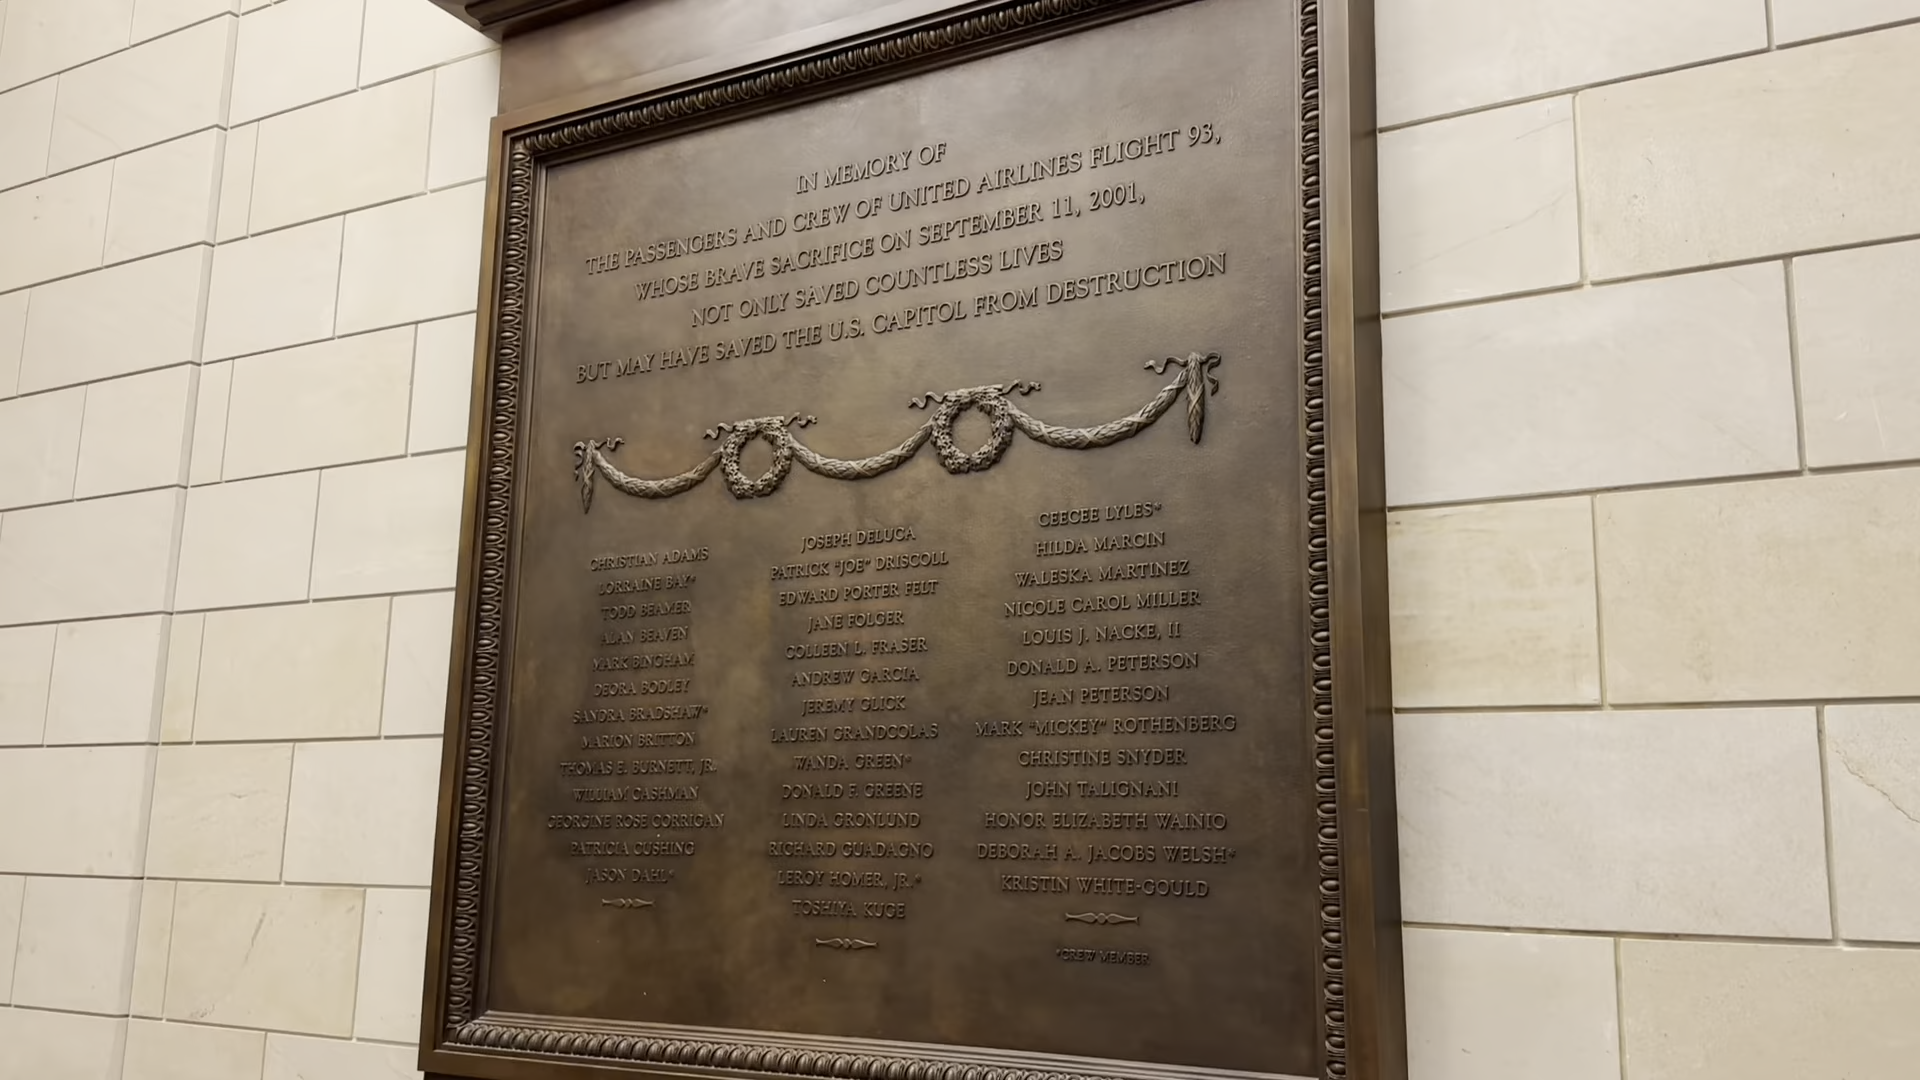 IN MEMORY OF
THE PASSENGERS AND CREW OF UNITED AIRLINES FLIGHT 93,
WHOSE BRAVE SACRIFICE ON SEPTEMBER 11, 2001,
NOT ONLY SAVED COUNTLESS LIVES
BUT MAY HAVE SAVED THE U.S. CAPITOL FROM DESTRUCTION
CHRISTIAN ADAMS
LORRAINE BAY*
TODD BEAMER
ALAN BEAVEN
MARK BINGHAM
DEORA BODLEY
SANDRA BRADSHAW*
MARION BRITTON
THOMAS E. BURNETT, JR.
WILLIAM CASHMAN
GEORGINE ROSE CORRIGAN
PATRICIA CUSHING
JASON DAHL*
JOSEPH DELUCA
PATRICK "JOE" DRISCOLL
EDWARD PORTER FELT
JANE FOLGER
COLLEEN L. FRASER
ANDREW GARCIA
JEREMY GLICK
LAUREN GRANDCOLAS
WANDA GREEN*
DONALD F. GREENE
LINDA GRONLUND
RICHARD GUADAGNO
LEROY HOMER, JR.*
TOSHIYA KUGE
CEECEE LYLES*
HILDA MARCIN
WALESKA MARTINEZ
NICOLE CAROL MILLER
LOUIS J. NACKE, II
DONALD A. PETERSON
JEAN PETERSON
MARK "MICKEY" ROTHENBERG
CHRISTINE SNYDER
JOHN TALIGNANI
HONOR ELIZABETH WAINIO
DEBORAH A. JACOBS WELSH*
KRISTIN WHITE-GOULD
*CREW MEMBER